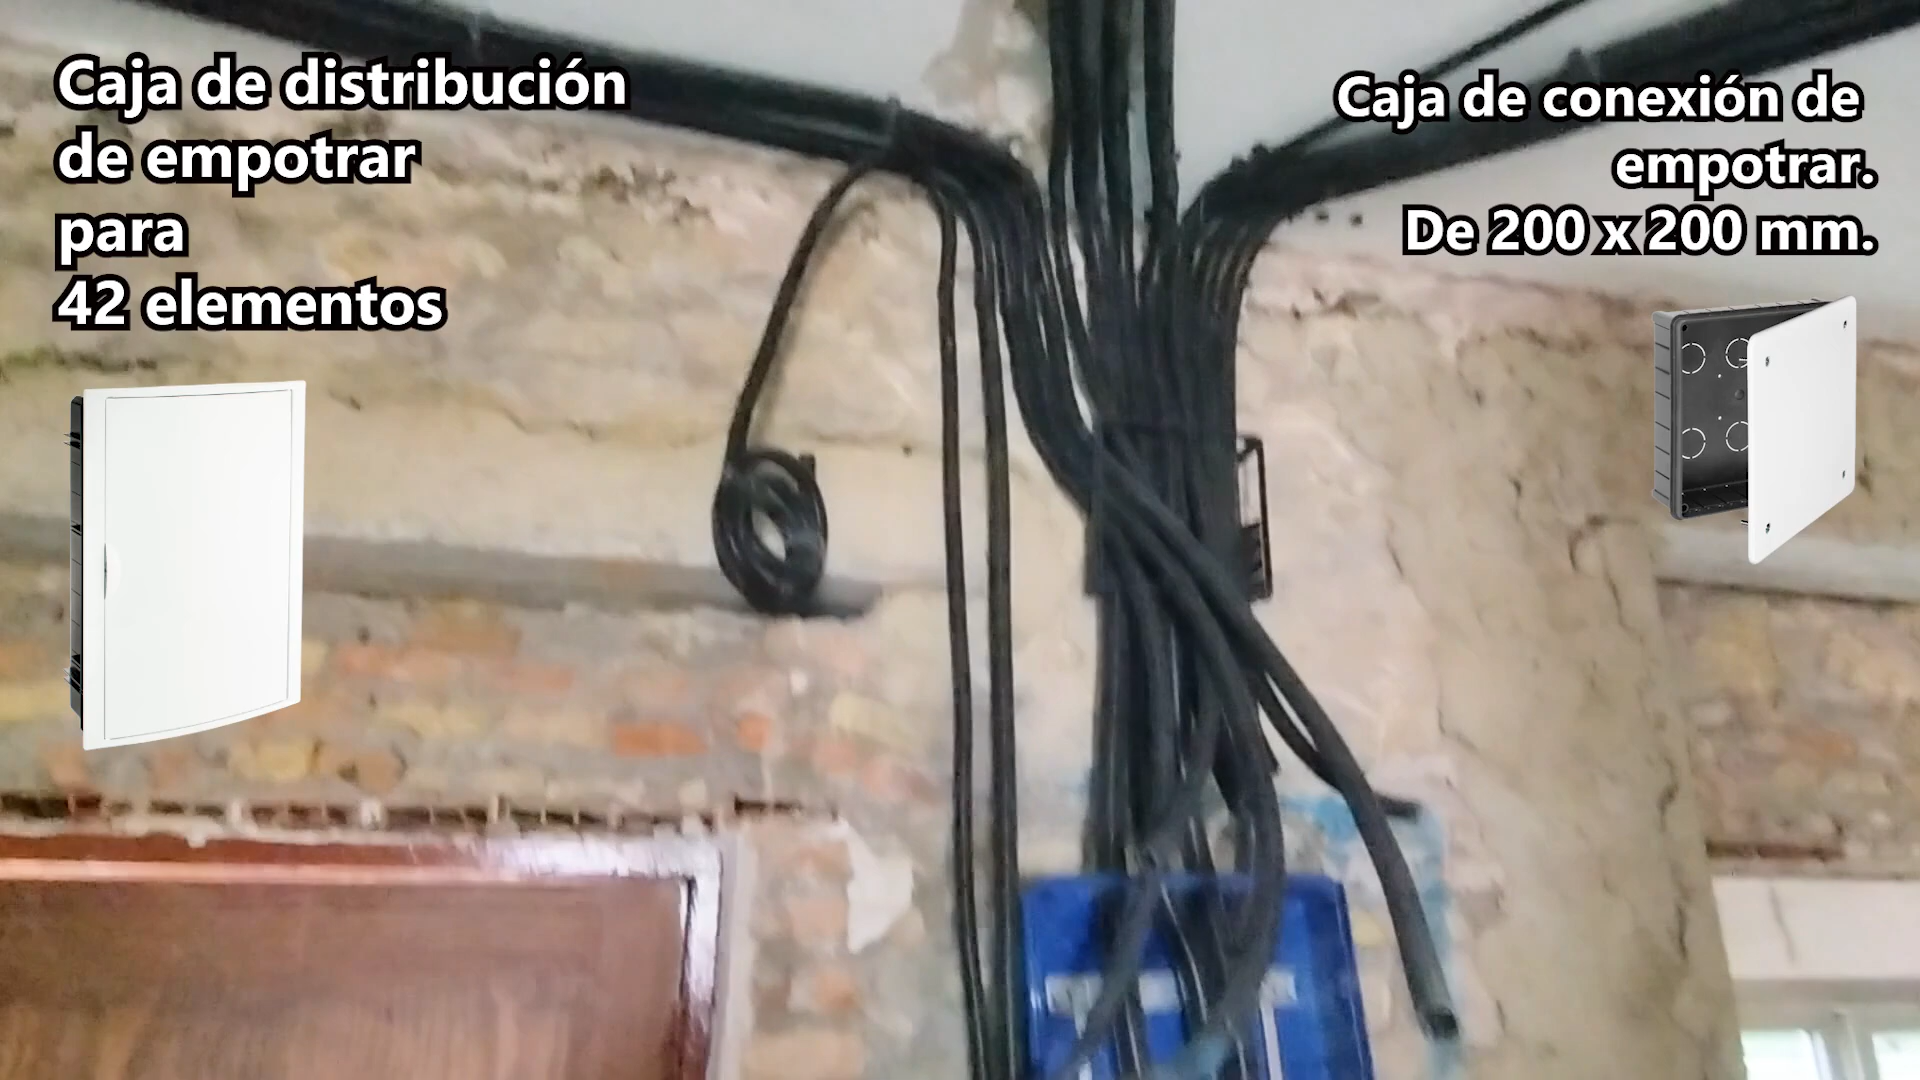 Caja de distribución
de empotrar
para
42 elementos
Caja de conexión de
empotrar.
De 200 x 200 mm.